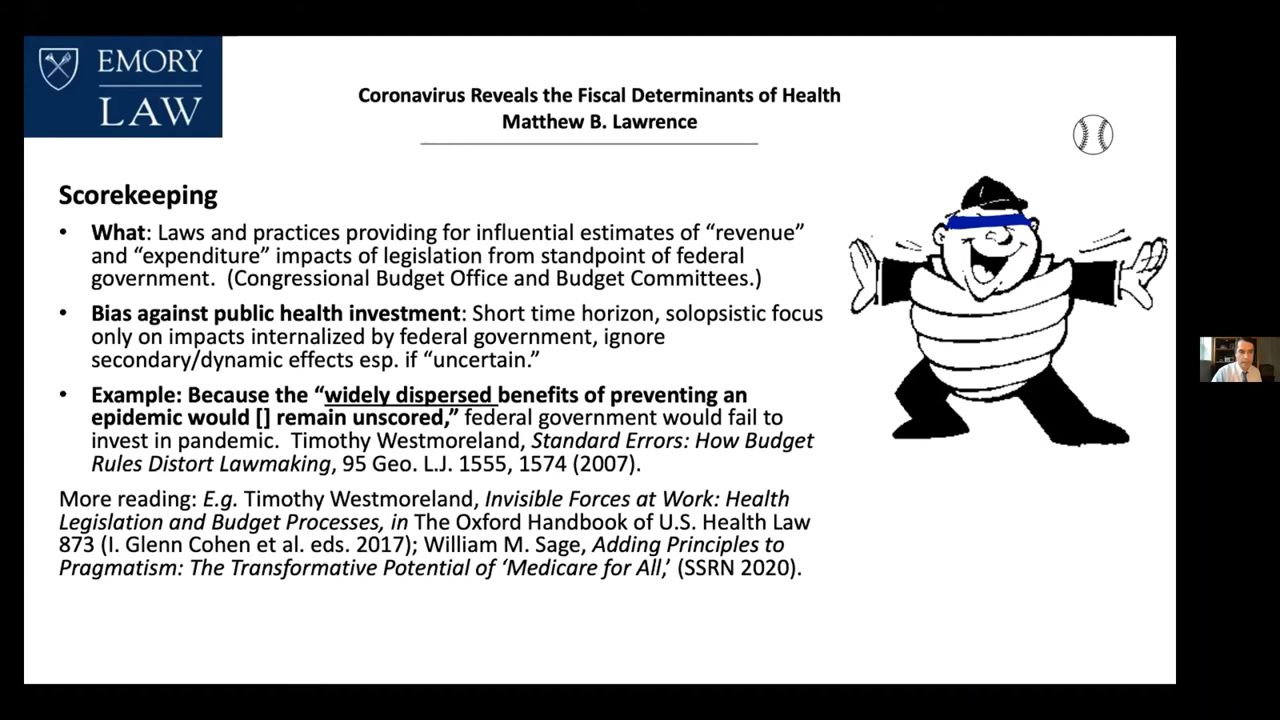 EMORY
LAW
Coronavirus Reveals the Fiscal Determinants of Health
Matthew B. Lawrence
Scorekeeping
• What: Laws and practices providing for influential estimates of “revenue”
and “expenditure” impacts of legislation from standpoint of federal
government. (Congressional Budget Office and Budget Committees.)
• Bias against public health investment: Short time horizon, solopsistic focus
only on impacts internalized by federal government, ignore
secondary/dynamic effects esp. if “uncertain.”
• Example: Because the “widely dispersed benefits of preventing an
epidemic would [] remain unscored,” federal government would fail to
invest in pandemic. Timothy Westmoreland, Standard Errors: How Budget
Rules Distort Lawmaking, 95 Geo. L.J. 1555, 1574 (2007).
More reading: E.g. Timothy Westmoreland, Invisible Forces at Work: Health
Legislation and Budget Processes, in The Oxford Handbook of U.S. Health Law
873 (I. Glenn Cohen et al. eds. 2017); William M. Sage, Adding Principles to
Pragmatism: The Transformative Potential of ‘Medicare for All,’ (SSRN 2020).